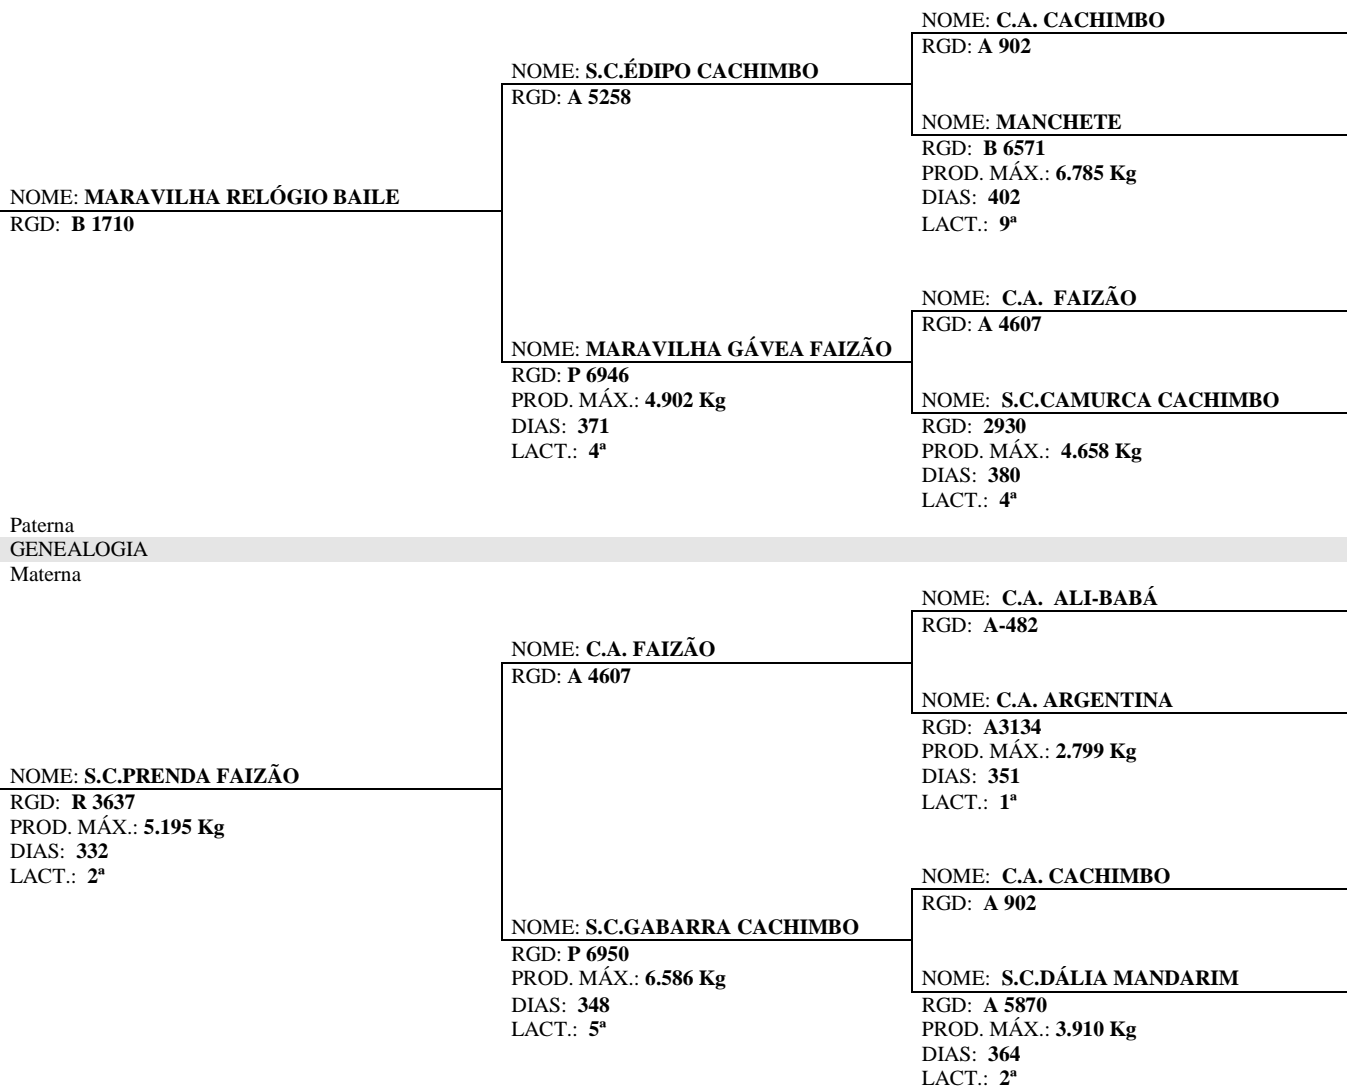 NOME: C.A. CACHIMBO
RGD: A 902
NOME: S.C.ÉDIPO CACHIMBO
RGD: A 5258
NOME: MANCHETE
RGD: B 6571
PROD. MÁX.: 6.785 Kg
DIAS: 402
LACT.: 9ª
NOME: MARAVILHA RELÓGIO BAILE
RGD: B 1710
NOME: C.A. FAIZÃO
RGD: A 4607
NOME: MARAVILHA GÁVEA FAIZÃO
RGD: P 6946
PROD. MÁX.: 4.902 Kg
DIAS: 371
LACT.: 4ª
NOME: S.C.CAMURCA CACHIMBO
RGD: 2930
PROD. MÁX.: 4.658 Kg
DIAS: 380
LACT.: 4ª
Paterna
GENEALOGIA
Materna
NOME: C.A. ALI-BABÁ
RGD: A-482
NOME: C.A. FAIZÃO
RGD: A 4607
NOME: C.A. ARGENTINA
RGD: A3134
PROD. MÁX.: 2.799 Kg
DIAS: 351
LACT.: 1ª
NOME: S.C.PRENDA FAIZÃO
RGD: R 3637
PROD. MÁX.: 5.195 Kg
DIAS: 332
LACT.: 2ª
NOME: C.A. CACHIMBO
RGD: A 902
NOME: S.C.GABARRA CACHIMBO
RGD: P 6950
PROD. MÁX.: 6.586 Kg
DIAS: 348
LACT.: 5ª
NOME: S.C.DÁLIA MANDARIM
RGD: A 5870
PROD. MÁX.: 3.910 Kg
DIAS: 364
LACT.: 2ª